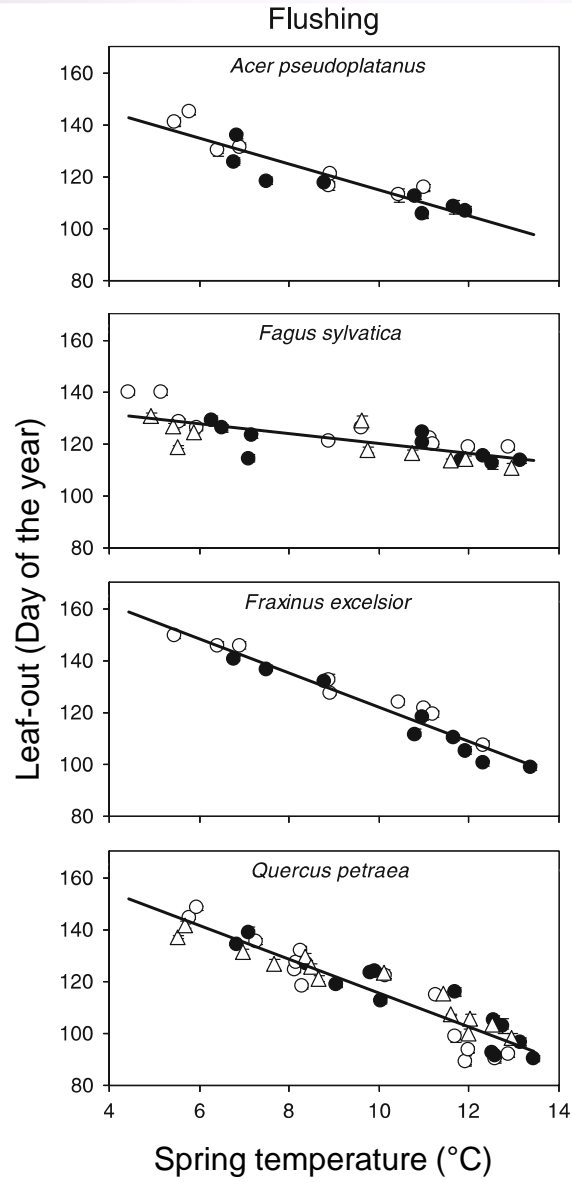 Flushing
Acer pseudoplatanus
160
140
120
100
80
Fagus sylvatica
160
140
120
100
80
Leaf-out (Day of the year)
Fraxinus excelsior
160
140
120
100
80
Quercus petraea
160
140
120
100
80
4 6 8 10 12 14
Spring temperature (°C)